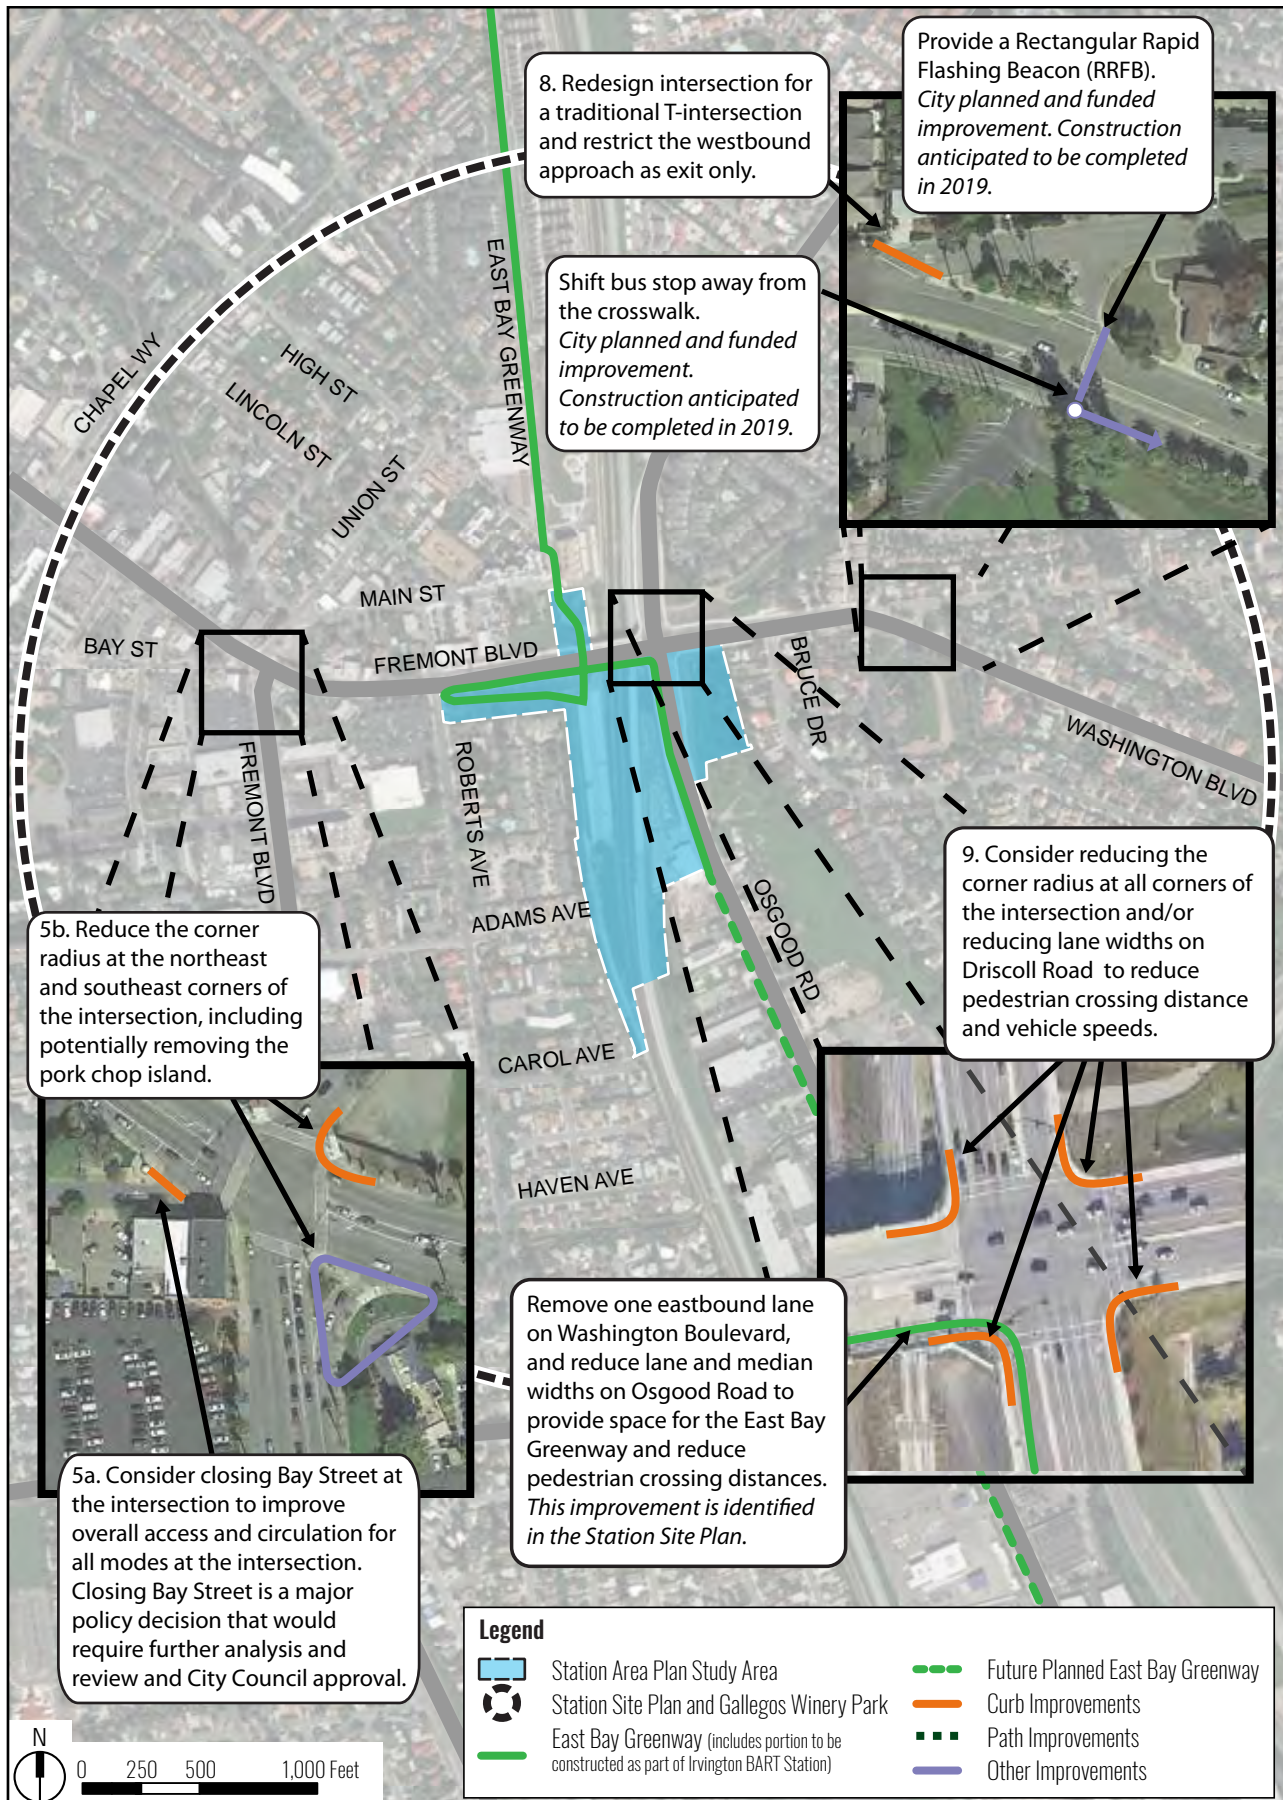 8. Redesign intersection for
a traditional T-intersection
and restrict the westbound
approach as exit only.
Provide a Rectangular Rapid
Flashing Beacon (RRFB).
City planned and funded
improvement. Construction
anticipated to be completed
in 2019.
Shift bus stop away from
the crosswalk.
City planned and funded
improvement.
Construction anticipated
to be completed in 2019.
EAST BAY GREENWAY
CHAPEL WY
HIGH ST
LINCOLN ST
UNION ST
MAIN ST
BAY ST
FREMONT BLVD
BRUCE DR
WASHINGTON BLVD
FREMONT BLVD
ROBERTS AVE
ADAMS AVE
OSGOOD RD
CAROL AVE
HAVEN AVE
5b. Reduce the corner
radius at the northeast
and southeast corners of
the intersection, including
potentially removing the
pork chop island.
9. Consider reducing the
corner radius at all corners of
the intersection and/or
reducing lane widths on
Driscoll Road to reduce
pedestrian crossing distance
and vehicle speeds.
Remove one eastbound lane
on Washington Boulevard,
and reduce lane and median
widths on Osgood Road to
provide space for the East Bay
Greenway and reduce
pedestrian crossing distances.
This improvement is identified
in the Station Site Plan.
5a. Consider closing Bay Street at
the intersection to improve
overall access and circulation for
all modes at the intersection.
Closing Bay Street is a major
policy decision that would
require further analysis and
review and City Council approval.
Legend
Station Area Plan Study Area
Station Site Plan and Gallegos Winery Park
East Bay Greenway (includes portion to be
constructed as part of Irvington BART Station)
Future Planned East Bay Greenway
Curb Improvements
Path Improvements
Other Improvements
N
0 250 500 1,000 Feet